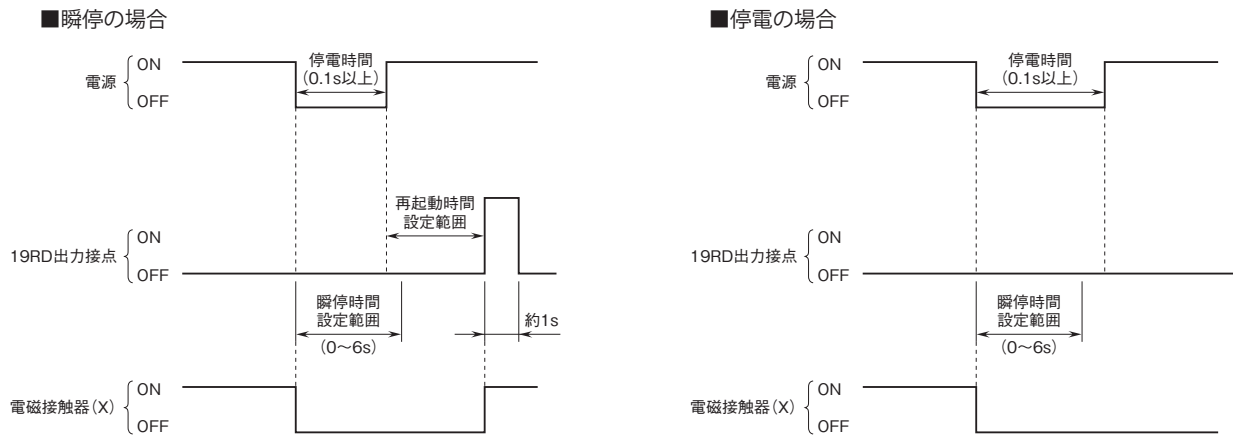 ■瞬停の場合
電源
ON
OFF
停電時間
(0.1s以上)
19RD出力接点
ON
OFF
再起動時間
設定範囲
瞬停時間
設定範囲
(0～6s)
約1s
電磁接触器(X)
ON
OFF
■停電の場合
電源
ON
OFF
停電時間
(0.1s以上)
19RD出力接点
ON
OFF
瞬停時間
設定範囲
(0～6s)
電磁接触器(X)
ON
OFF